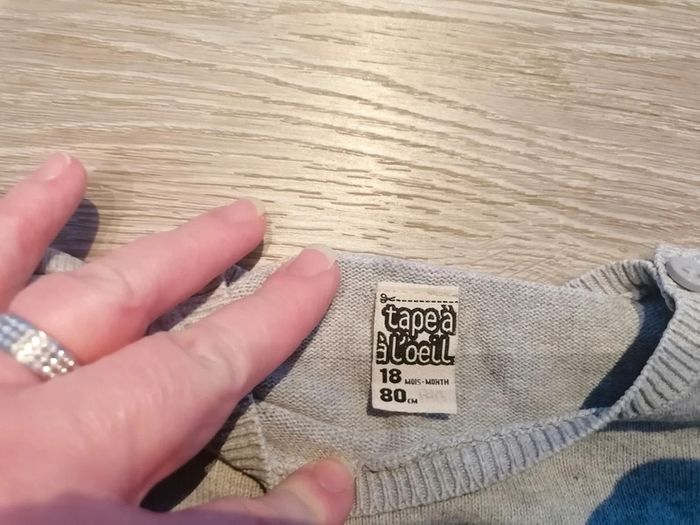 tape à
à l'oeil
18 MOIS-MONTH
80 CM